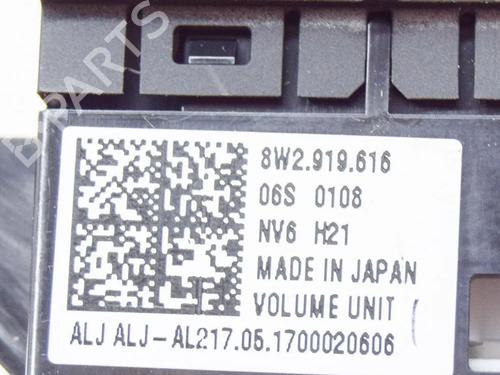 8W2.919.616
06S 0108
NV6 H21
MADE IN JAPAN
VOLUME UNIT
ALJ ALJ-AL217.05.1700020606